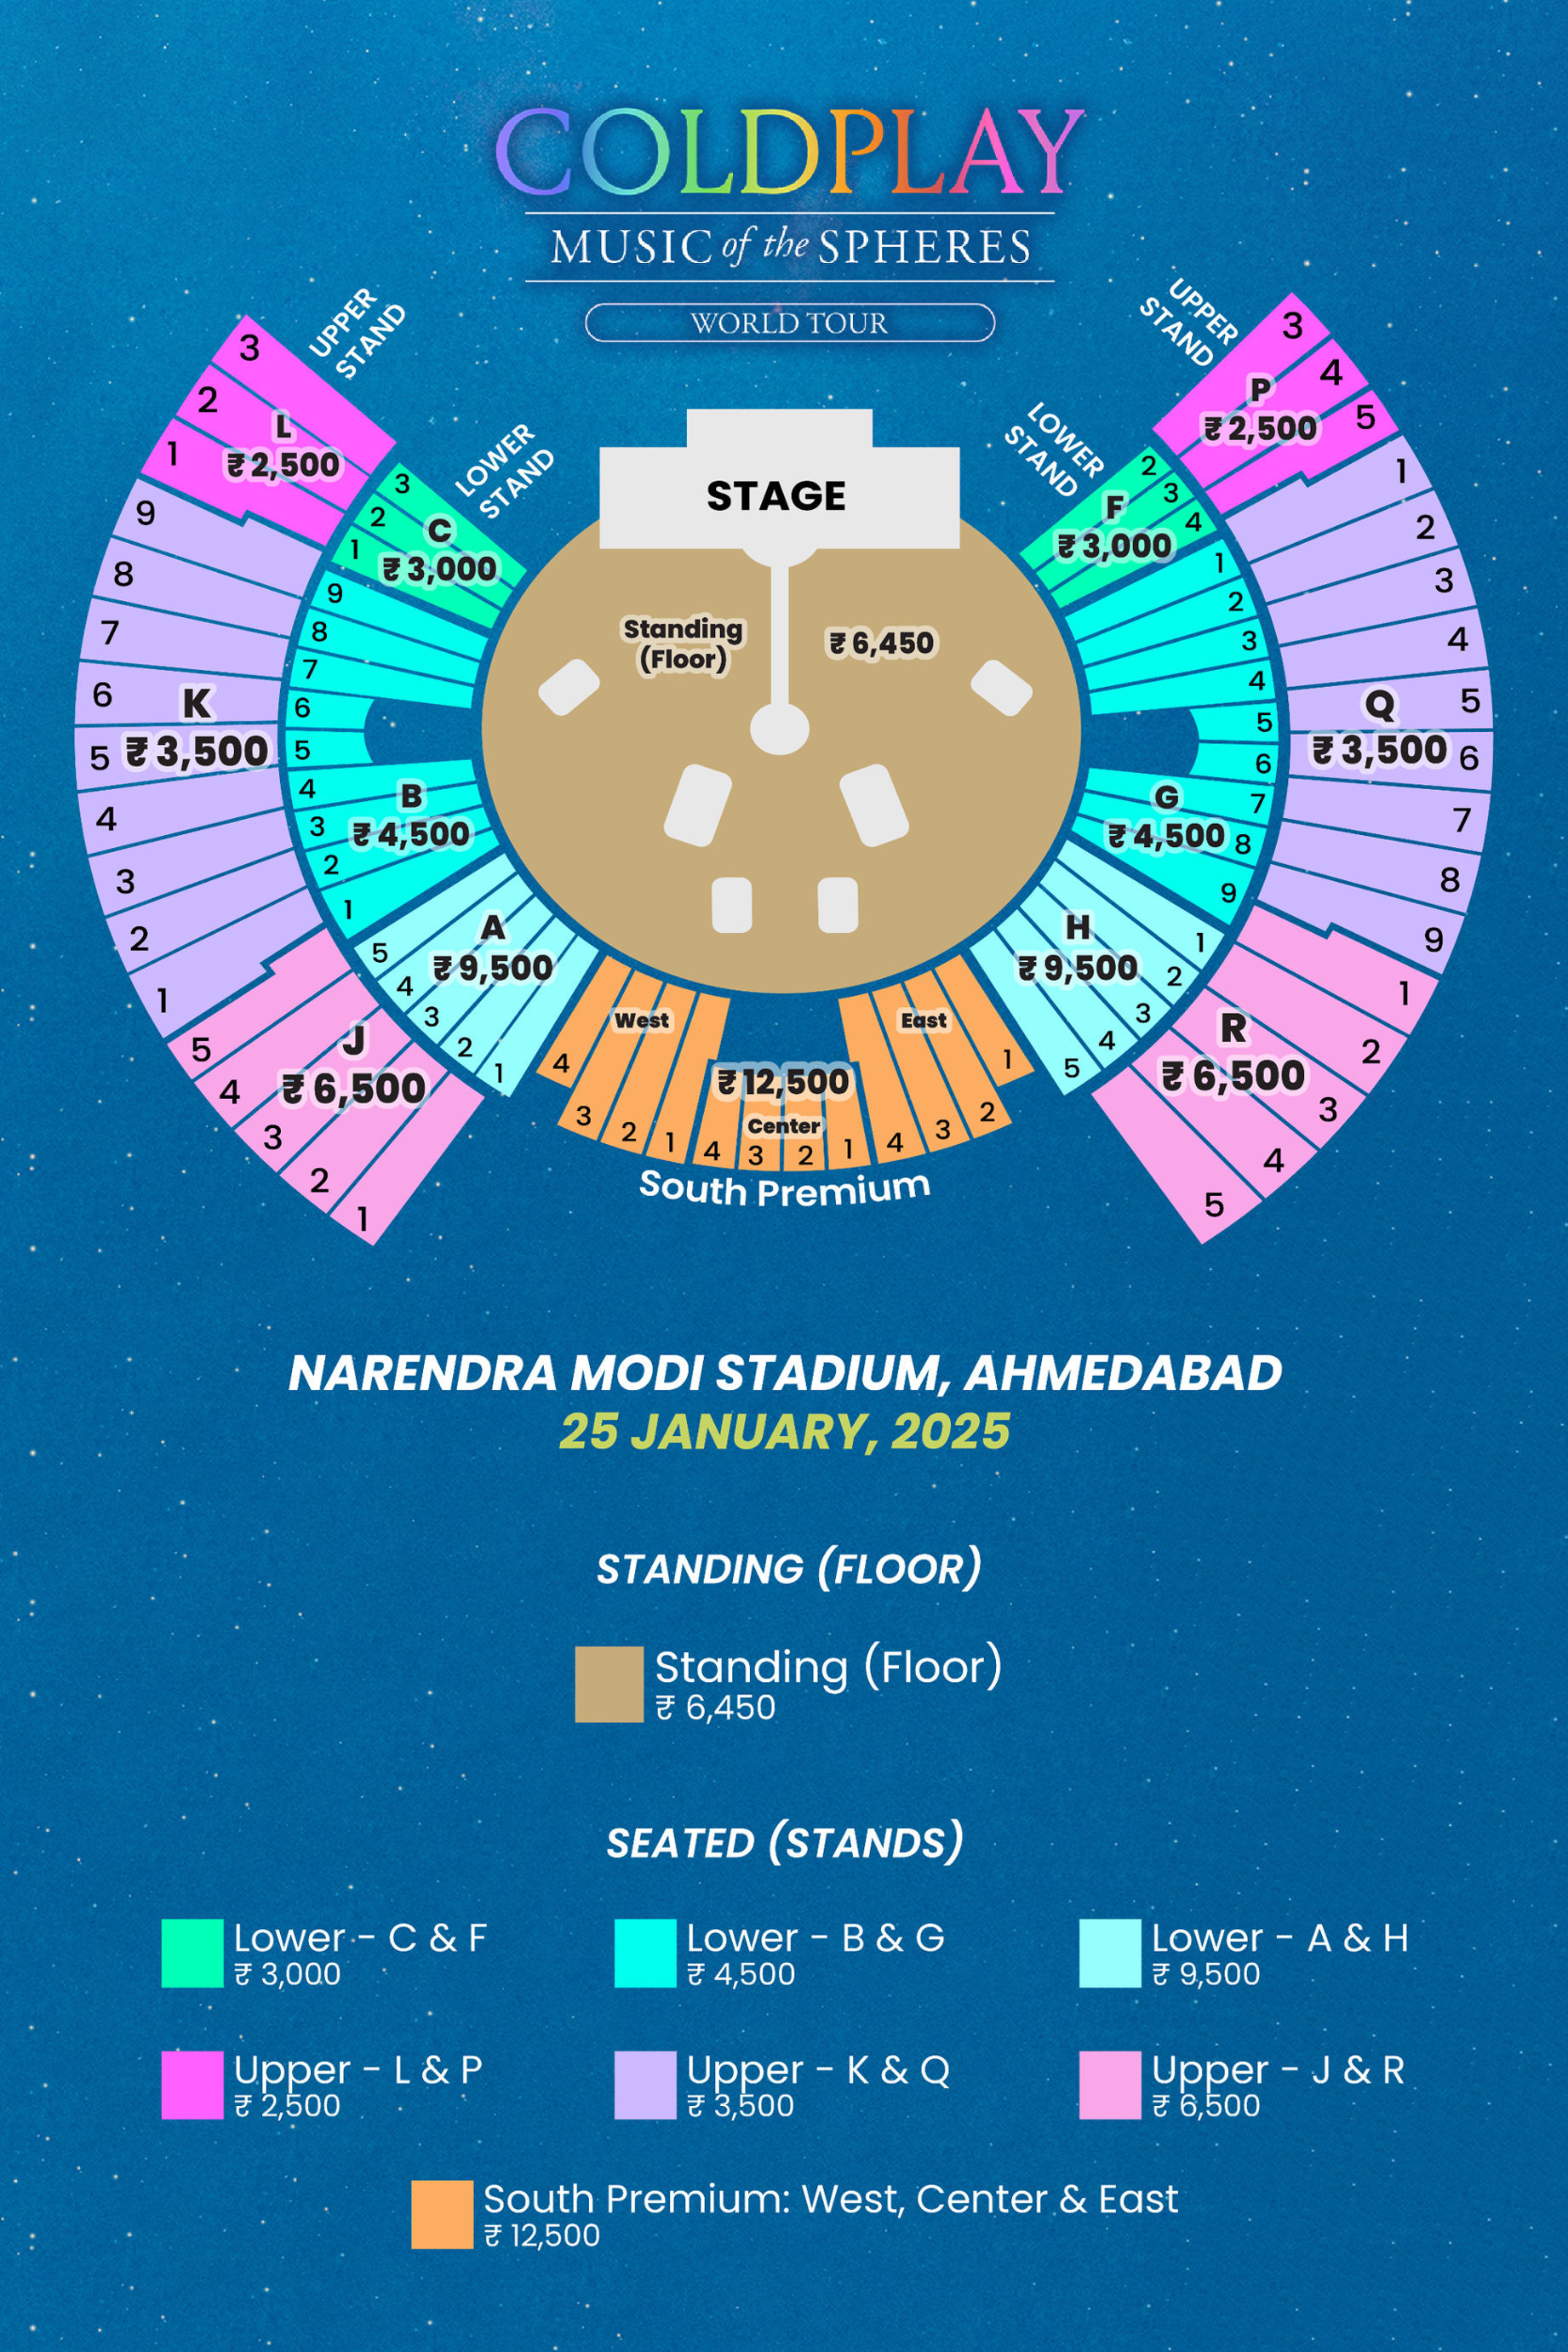 COLDPLAY
MUSIC of the SPHERES
WORLD TOUR
UPPER
STAND
LOWER
STAND
UPPER
STAND
LOWER
STAND
3
2
1
L
₹ 2,500
3
2
1
C
₹ 3,000
STAGE
Standing
(Floor)
₹ 6,450
2
3
4
F
₹ 3,000
3
4
5
P
₹ 2,500
9
8
7
6
5
4
3
2
1
K
₹ 3,500
9
8
7
6
5
4
3
2
1
B
₹ 4,500
1
2
3
4
5
6
7
8
9
G
₹ 4,500
1
2
3
4
5
6
7
8
9
Q
₹ 3,500
5
4
3
2
1
J
₹ 6,500
5
4
3
2
1
A
₹ 9,500
West
4
3
2
1
₹ 12,500
Center
4
3
2
1
East
4
3
2
1
South Premium
1
2
3
4
5
H
₹ 9,500
1
2
3
4
5
R
₹ 6,500
NARENDRA MODI STADIUM, AHMEDABAD
25 JANUARY, 2025
STANDING (FLOOR)
Standing (Floor)
₹ 6,450
SEATED (STANDS)
Lower - C & F
₹ 3,000
Lower - B & G
₹ 4,500
Lower - A & H
₹ 9,500
Upper - L & P
₹ 2,500
Upper - K & Q
₹ 3,500
Upper - J & R
₹ 6,500
South Premium: West, Center & East
₹ 12,500